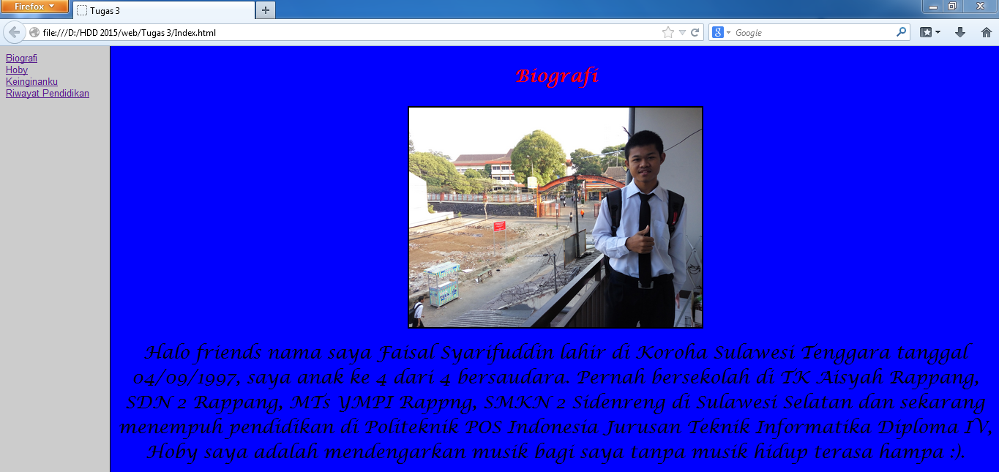 Firefox
Tugas 3
file:///D:/HDD 2015/web/Tugas 3/Index.html
Google
Biografi
Hoby
Keinginanku
Riwayat Pendidikan
Biografi
Halo friends nama saya Faisal Syarifuddin lahir di Koroha Sulawesi Tenggara tanggal
04/09/1997, saya anak ke 4 dari 4 bersaudara. Pernah bersekolah di TK Aisyah Rappang,
SDN 2 Rappang, MTs YMPI Rappng, SMKN 2 Sidenreng di Sulawesi Selatan dan sekarang
menempuh pendidikan di Politeknik POS Indonesia Jurusan Teknik Informatika Diploma IV,
Hoby saya adalah mendengarkan musik bagi saya tanpa musik hidup terasa hampa :).